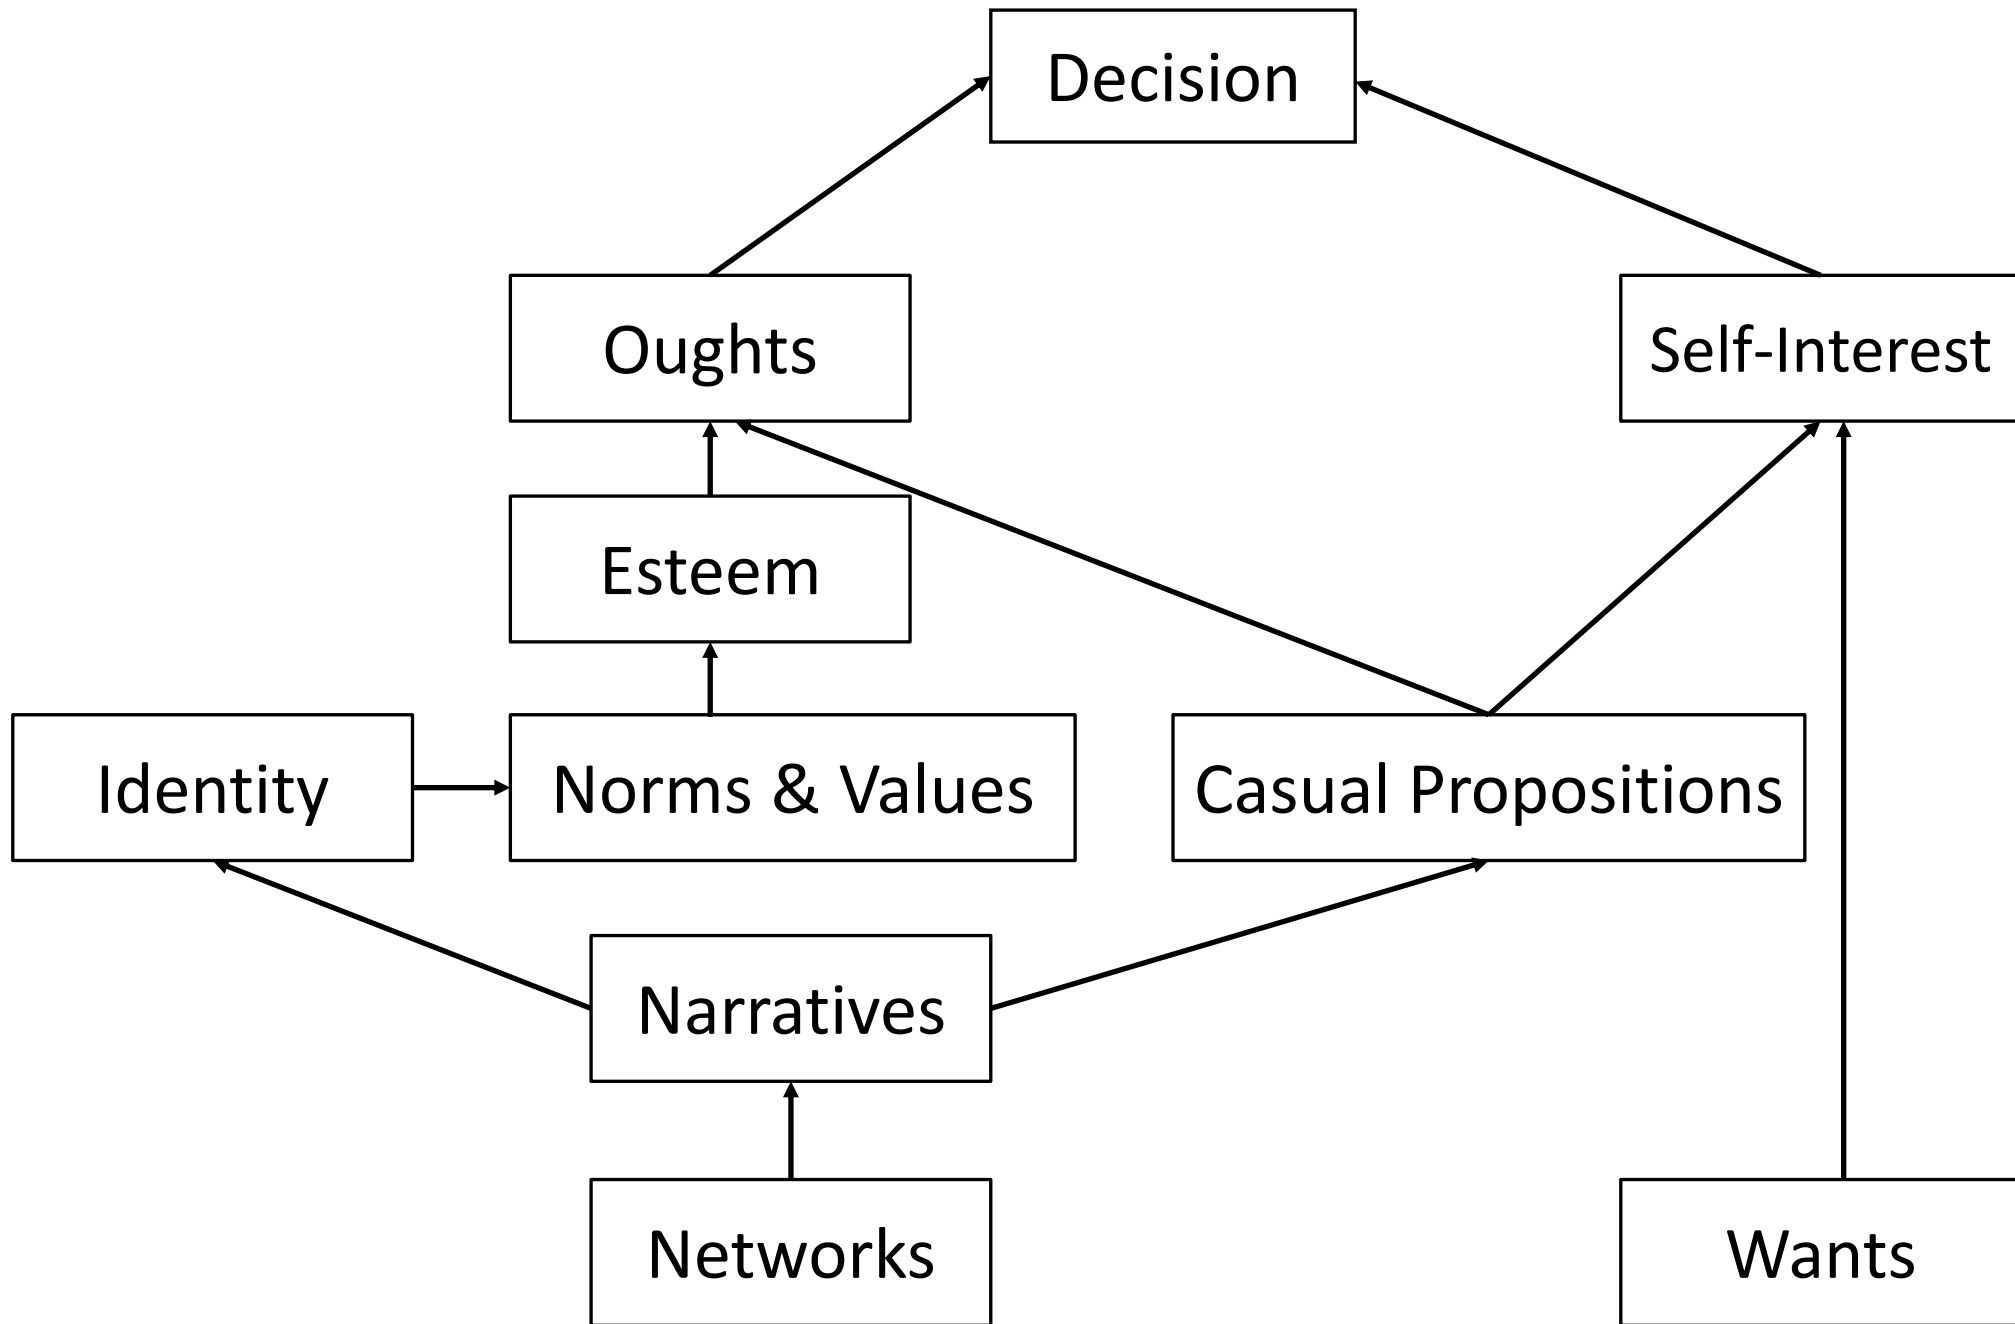 Decision
Oughts
Self-Interest
Esteem
Identity
Norms & Values
Casual Propositions
Narratives
Networks
Wants